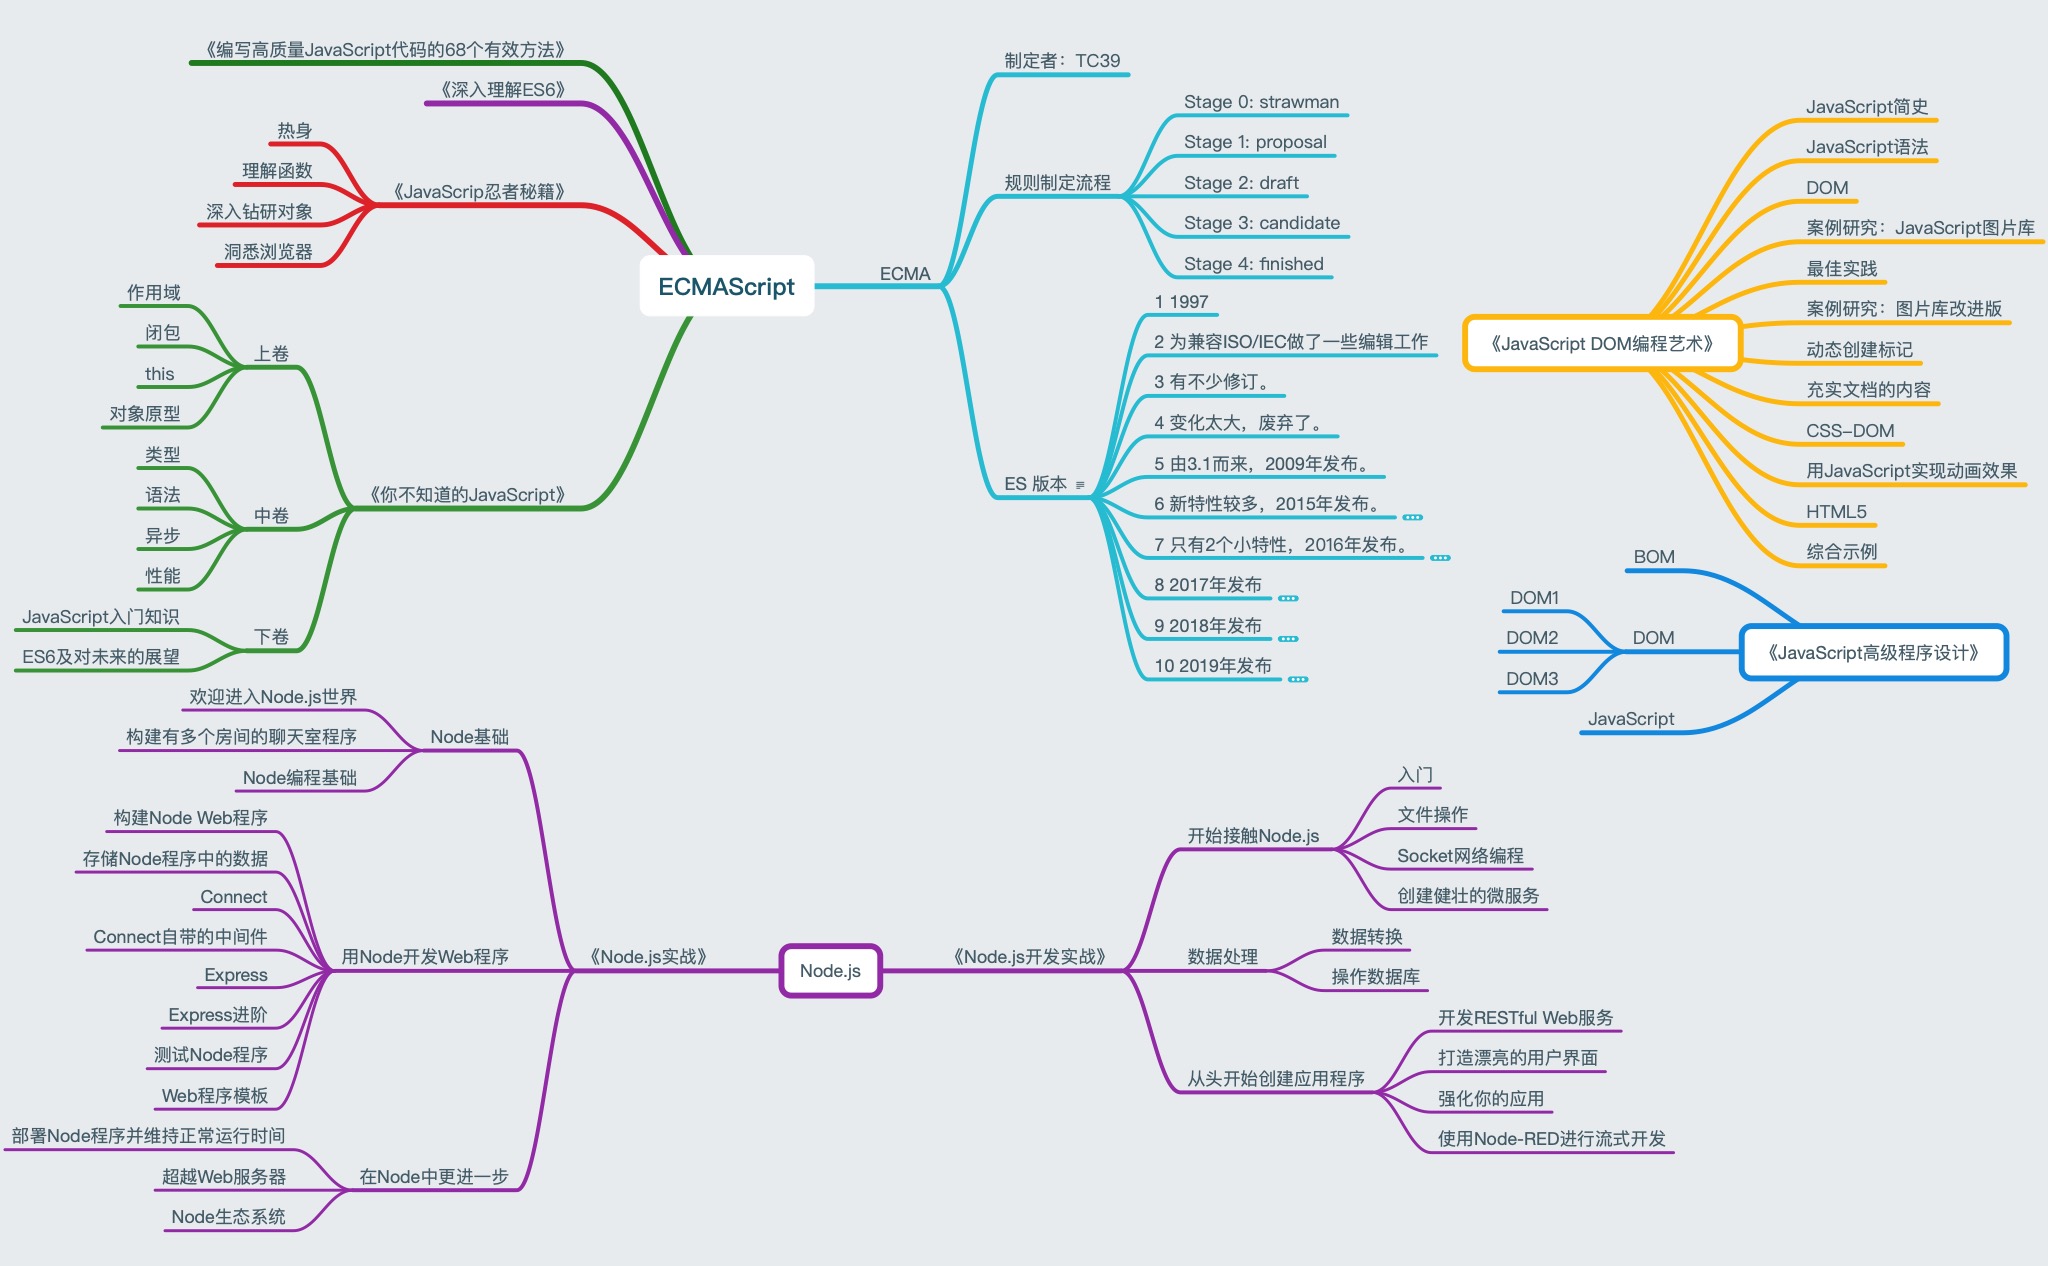 ECMAScript
《编写高质量JavaScript代码的68个有效方法》
《深入理解ES6》
《JavaScrip忍者秘籍》
热身
理解函数
深入钻研对象
洞悉浏览器
《你不知道的JavaScript》
上卷
作用域
闭包
this
对象原型
中卷
类型
语法
异步
性能
下卷
JavaScript入门知识
ES6及对未来的展望
ECMA
制定者：TC39
规则制定流程
Stage 0: strawman
Stage 1: proposal
Stage 2: draft
Stage 3: candidate
Stage 4: finished
ES 版本
1 1997
2 为兼容ISO/IEC做了一些编辑工作
3 有不少修订。
4 变化太大，废弃了。
5 由3.1而来，2009年发布。
6 新特性较多，2015年发布。
7 只有2个小特性，2016年发布。
8 2017年发布
9 2018年发布
10 2019年发布
《JavaScript DOM编程艺术》
JavaScript简史
JavaScript语法
DOM
案例研究：JavaScript图片库
最佳实践
案例研究：图片库改进版
动态创建标记
充实文档的内容
CSS-DOM
用JavaScript实现动画效果
HTML5
综合示例
《JavaScript高级程序设计》
BOM
DOM
DOM1
DOM2
DOM3
JavaScript
Node.js
《Node.js实战》
Node基础
欢迎进入Node.js世界
构建有多个房间的聊天室程序
Node编程基础
用Node开发Web程序
构建Node Web程序
存储Node程序中的数据
Connect
Connect自带的中间件
Express
Express进阶
测试Node程序
Web程序模板
在Node中更进一步
部署Node程序并维持正常运行时间
超越Web服务器
Node生态系统
《Node.js开发实战》
开始接触Node.js
入门
文件操作
Socket网络编程
创建健壮的微服务
数据处理
数据转换
操作数据库
从头开始创建应用程序
开发RESTful Web服务
打造漂亮的用户界面
强化你的应用
使用Node-RED进行流式开发